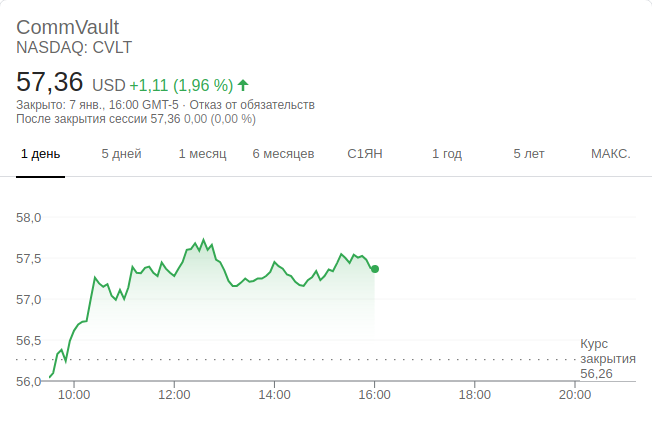 CommVault
NASDAQ: CVLT
57,36 USD +1,11 (1,96 %) ↑
Закрыто: 7 янв., 16:00 GMT-5 · Отказ от обязательств
После закрытия сессии 57,36 0,00 (0,00 %)
1 день 5 дней 1 месяц 6 месяцев С1ЯН 1 год 5 лет МАКС.
58,0
57,5
57,0
56,5
Курс
закрытия
56,26
56,0
10:00 12:00 14:00 16:00 18:00 20:00